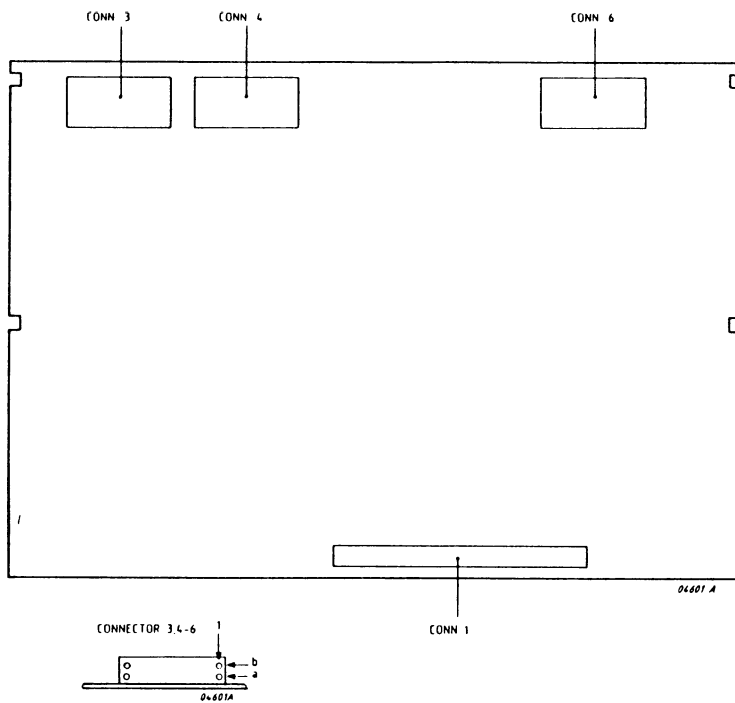 CONN 3
CONN 4
CONN 6
04601 A
CONN 1
CONNECTOR 3,4-6
1
b
a
04601A